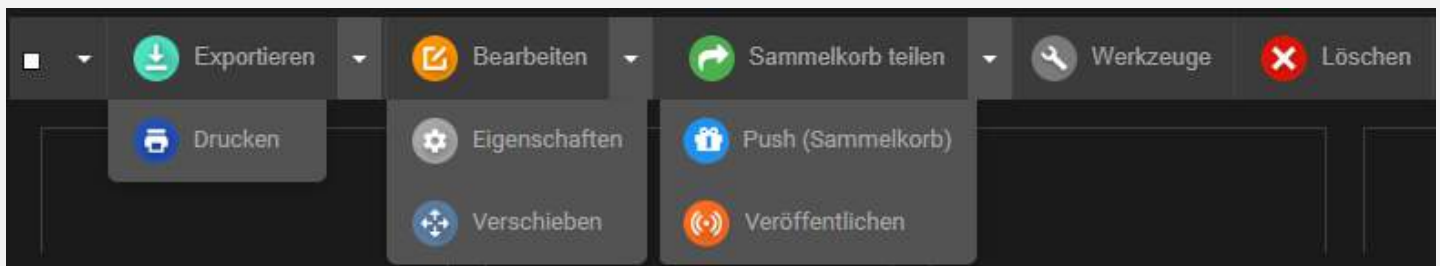 Exportieren Bearbeiten Sammelkorb teilen Werkzeuge Löschen
Drucken Eigenschaften Push (Sammelkorb)
Verschieben Veröffentlichen